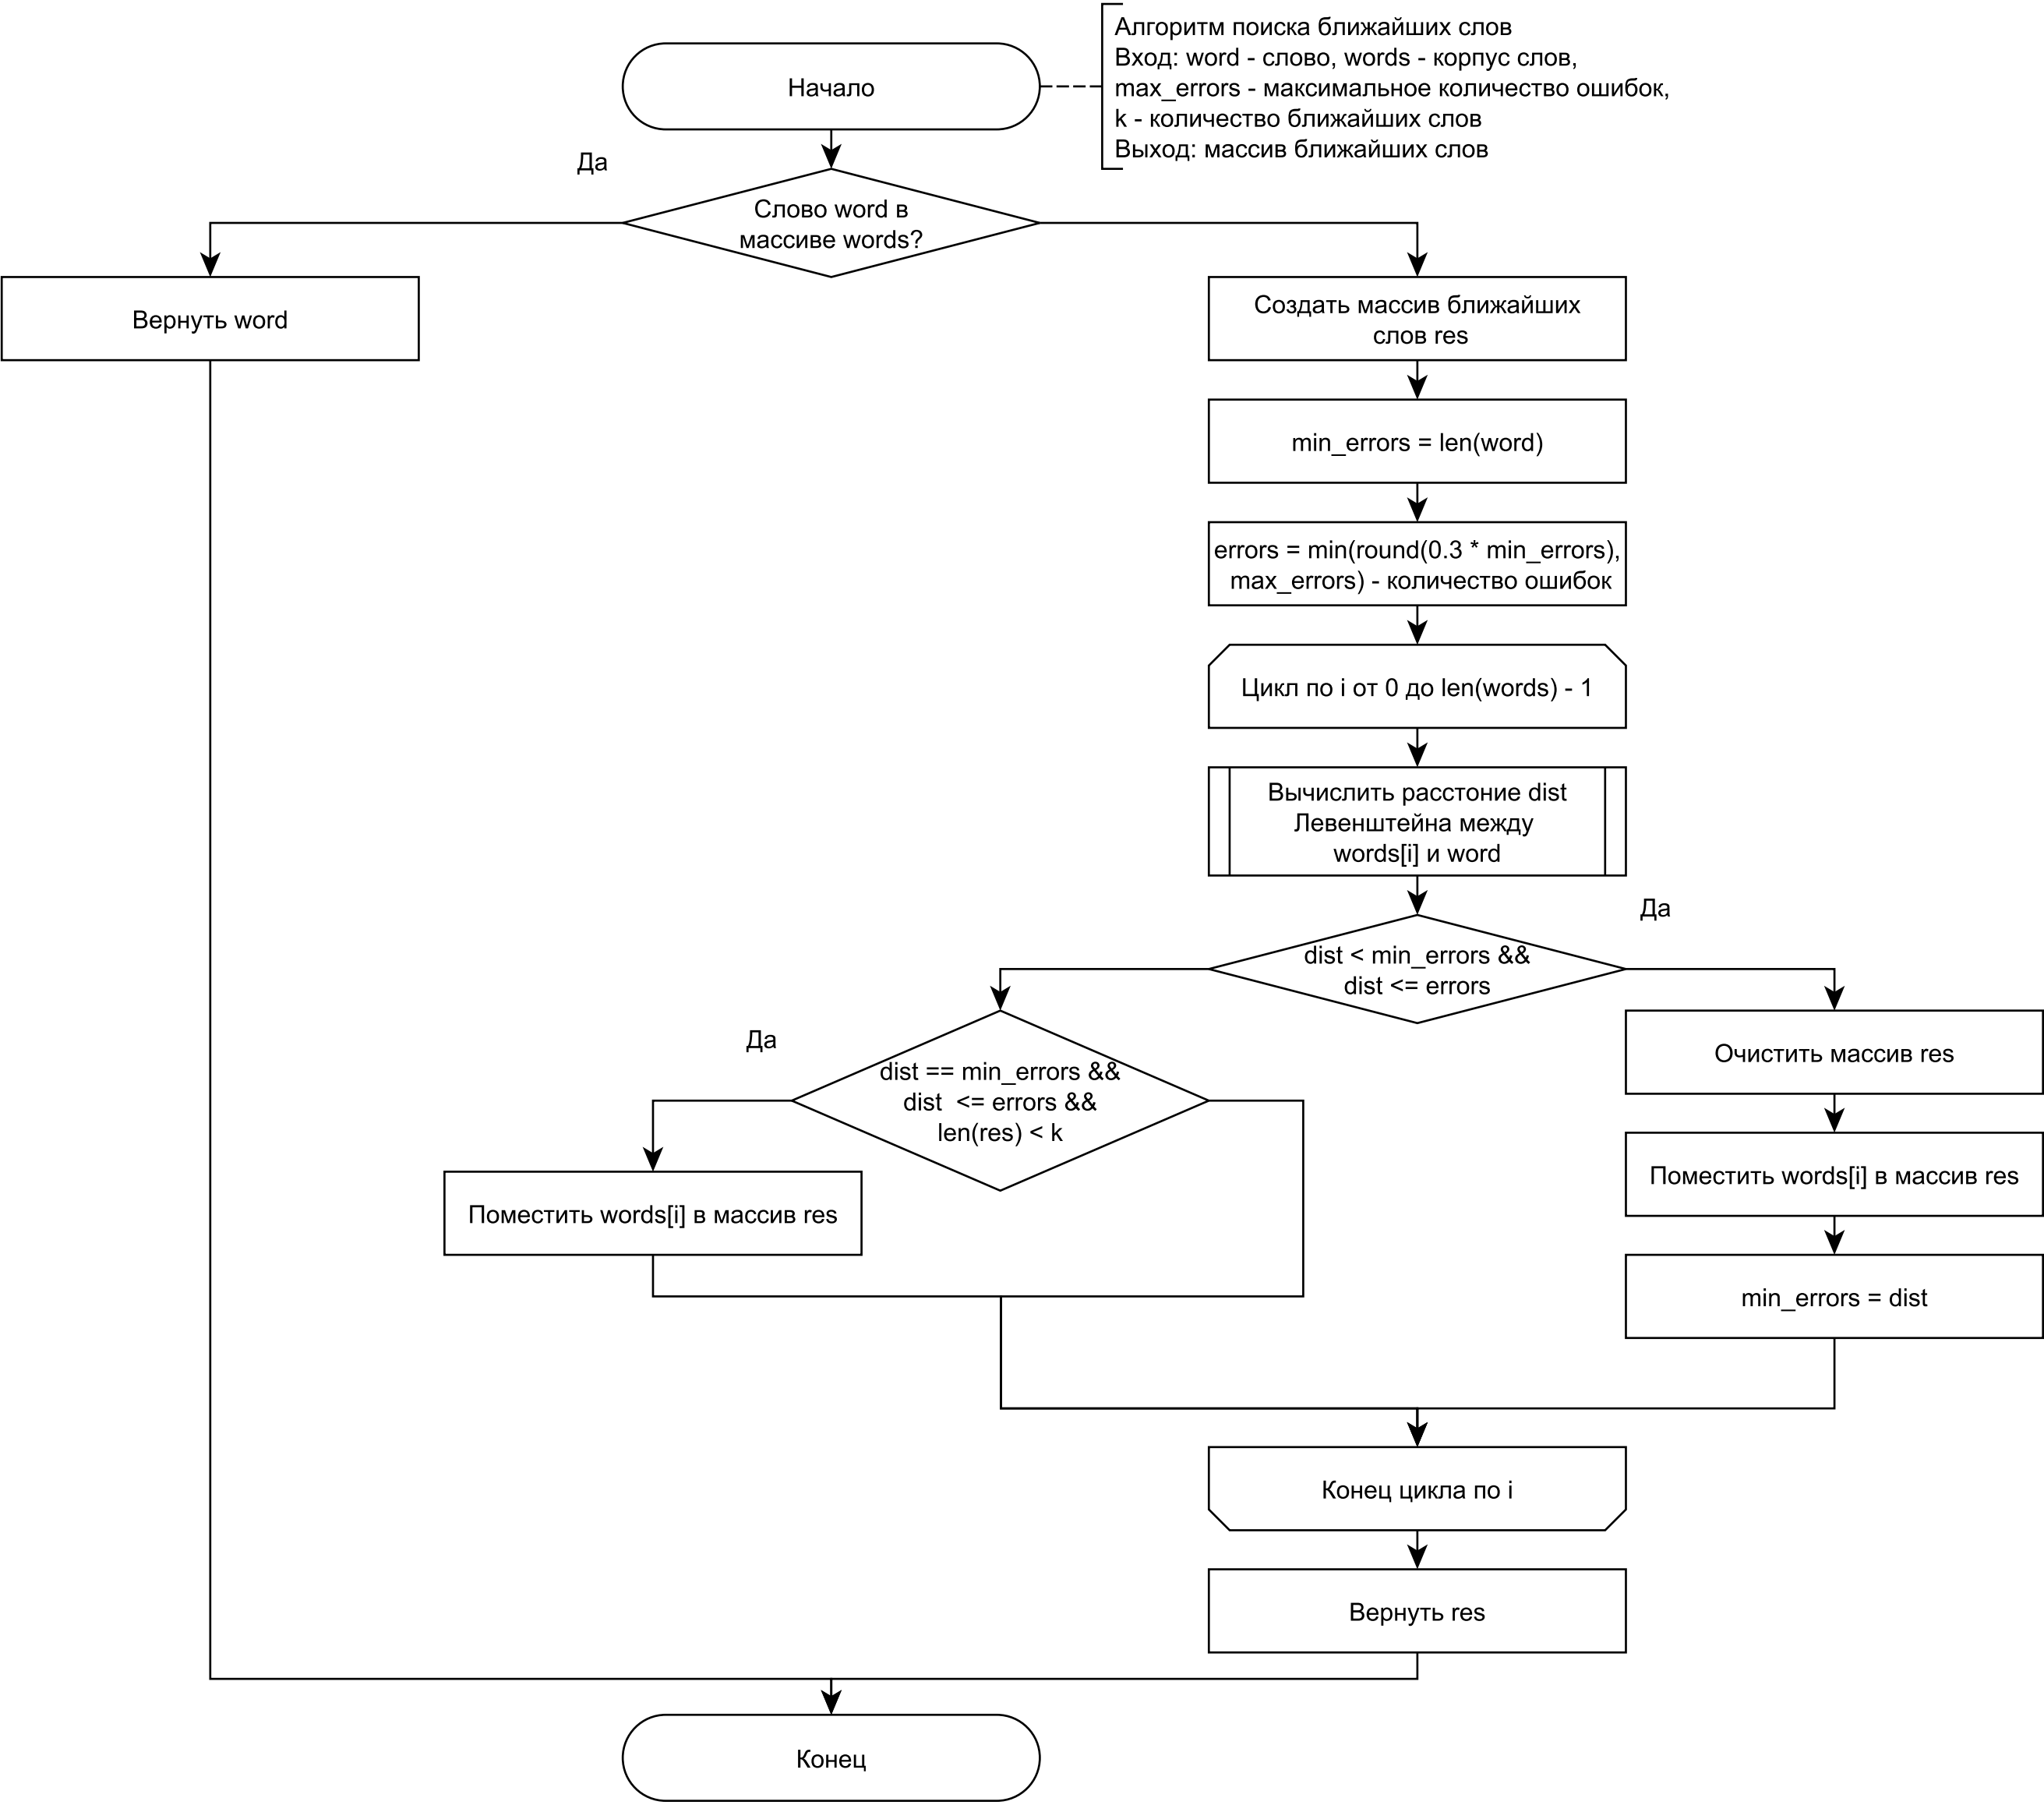 Алгоритм поиска ближайших слов
Вход: word - слово, words - корпус слов,
max_errors - максимальное количество ошибок,
k - количество ближайших слов
Выход: массив ближайших слов
Начало
Да
Слово word в
массиве words?
Вернуть word
Создать массив ближайших
слов res
min_errors = len(word)
errors = min(round(0.3 * min_errors),
max_errors) - количество ошибок
Цикл по i от 0 до len(words) - 1
Вычислить расстоние dist
Левенштейна между
words[i] и word
Да
dist < min_errors &&
dist <= errors
Да
dist == min_errors &&
dist  <= errors &&
len(res) < k
Поместить words[i] в массив res
Очистить массив res
Поместить words[i] в массив res
min_errors = dist
Конец цикла по i
Вернуть res
Конец